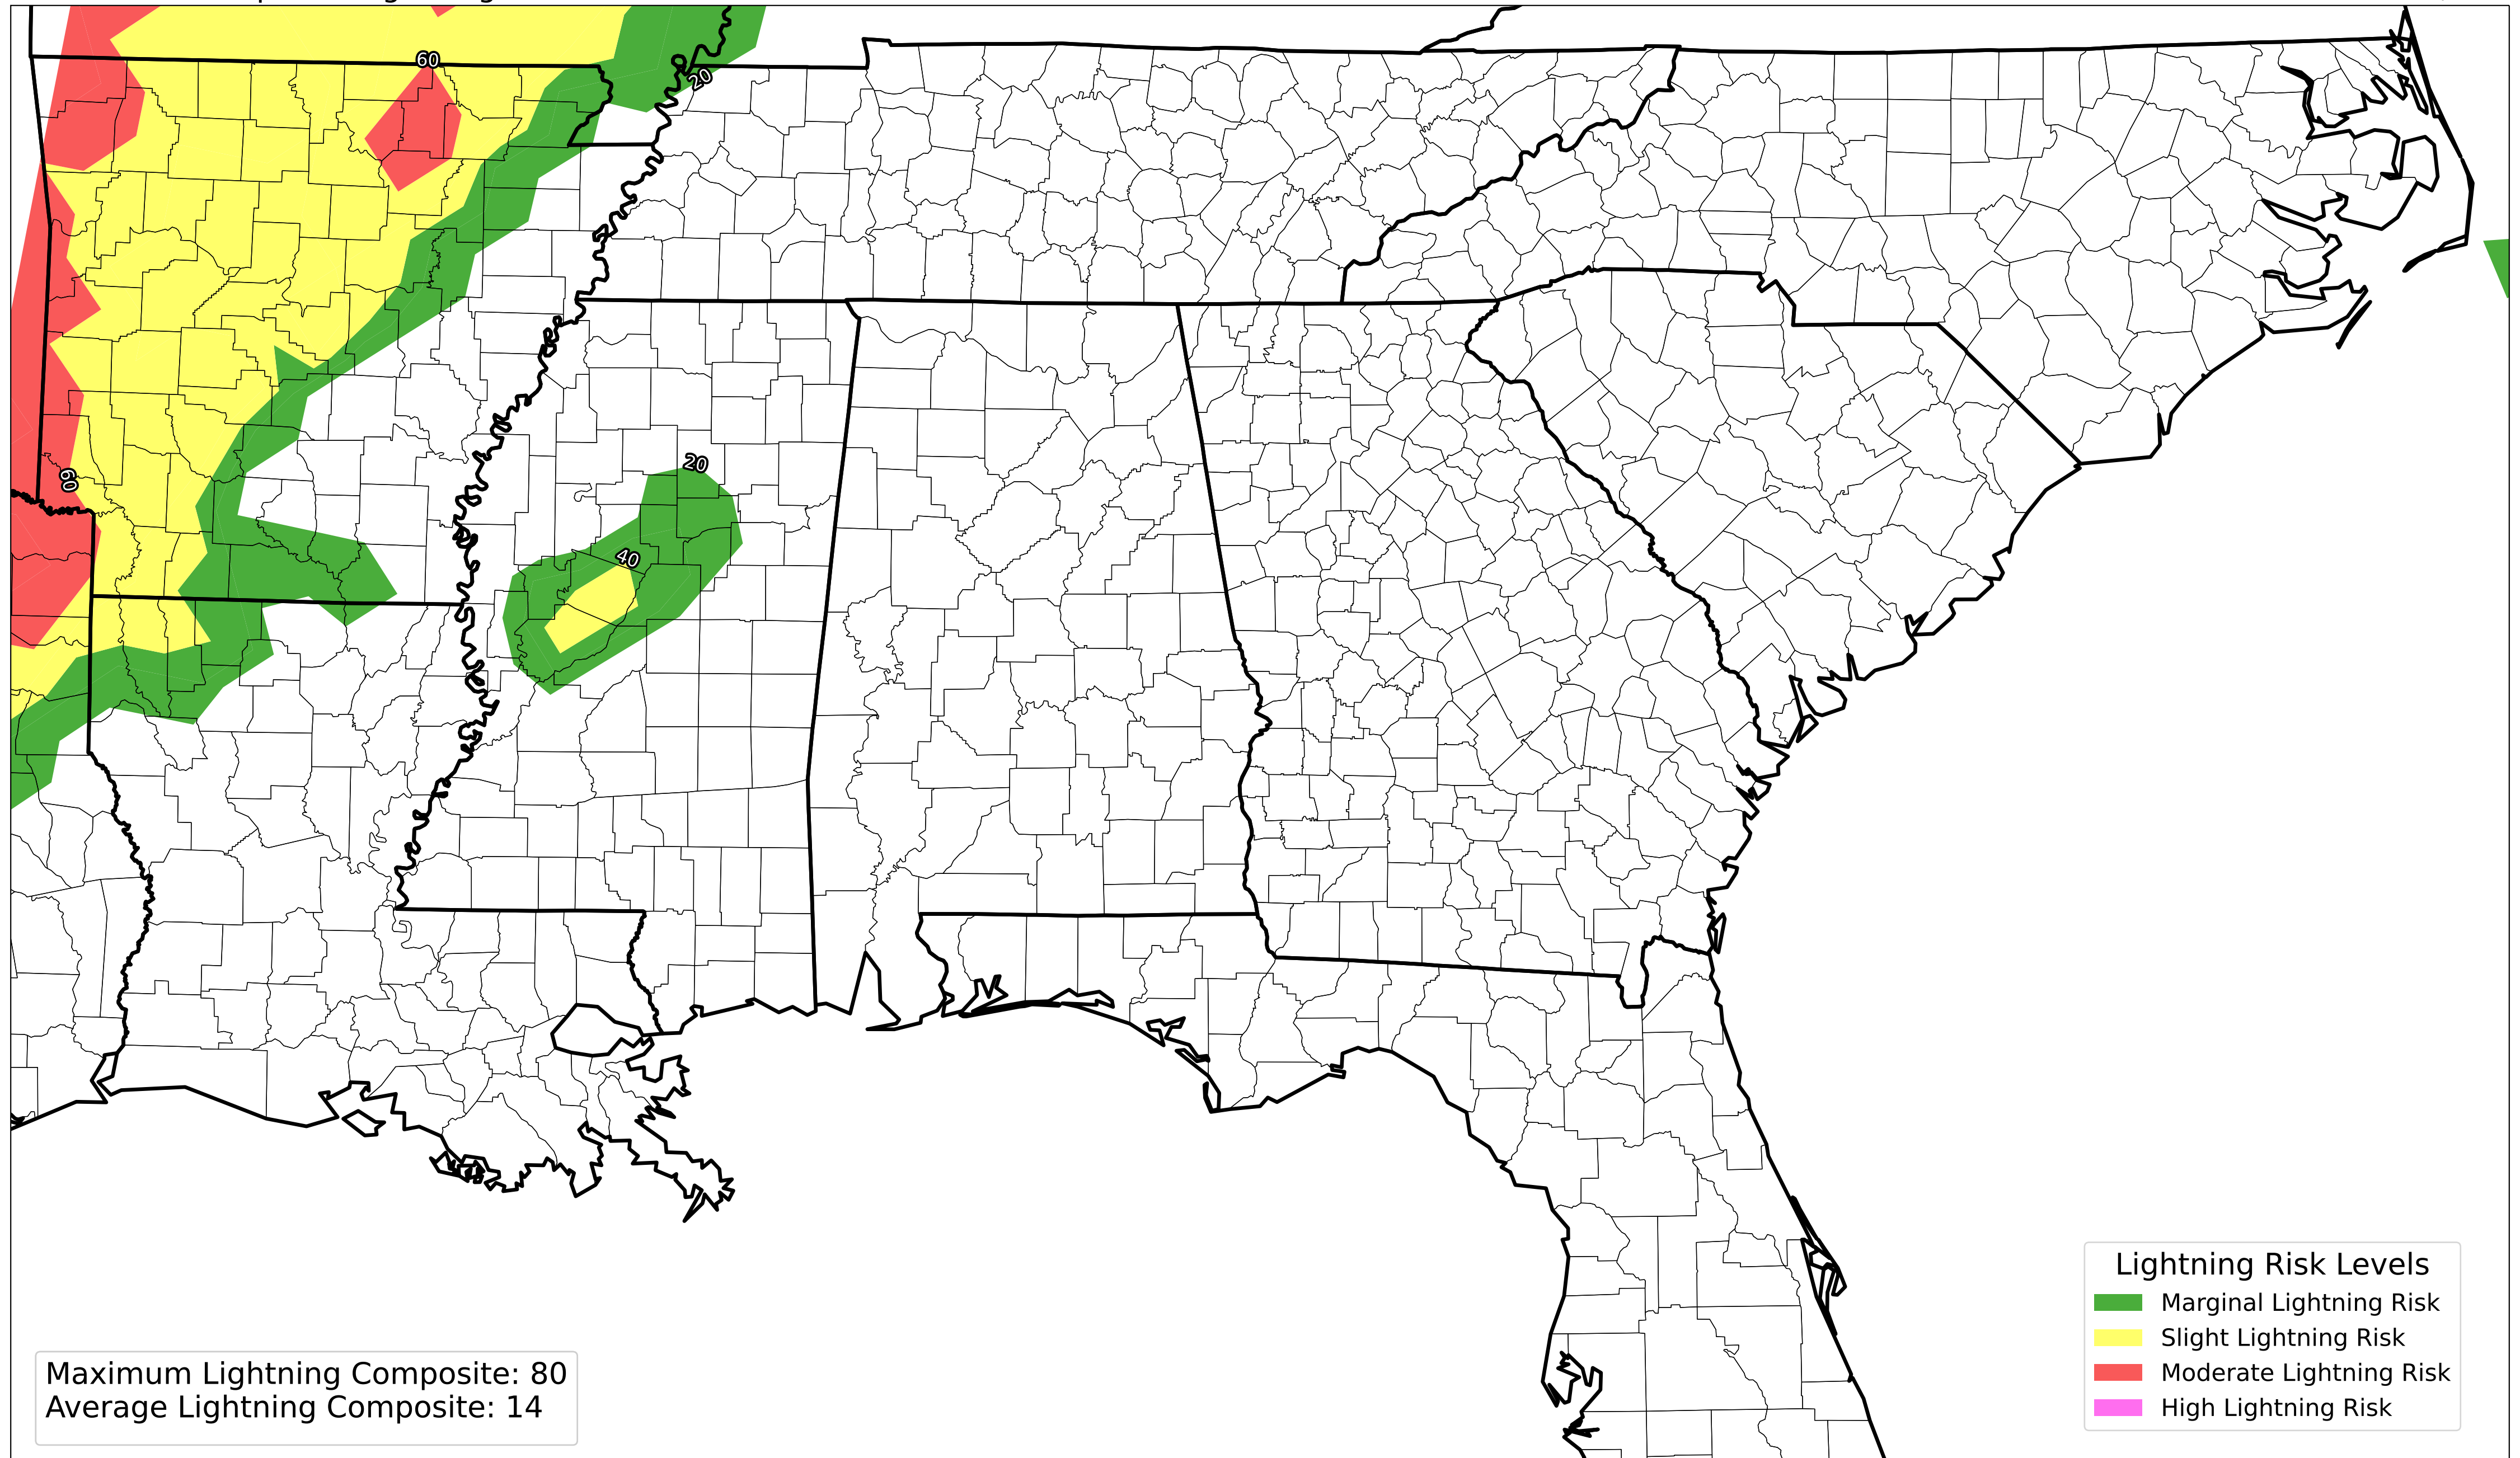 60
20
20
60
40
Lightning Risk Levels
Marginal Lightning Risk
Slight Lightning Risk
Moderate Lightning Risk
High Lightning Risk
Maximum Lightning Composite: 80
Average Lightning Composite: 14